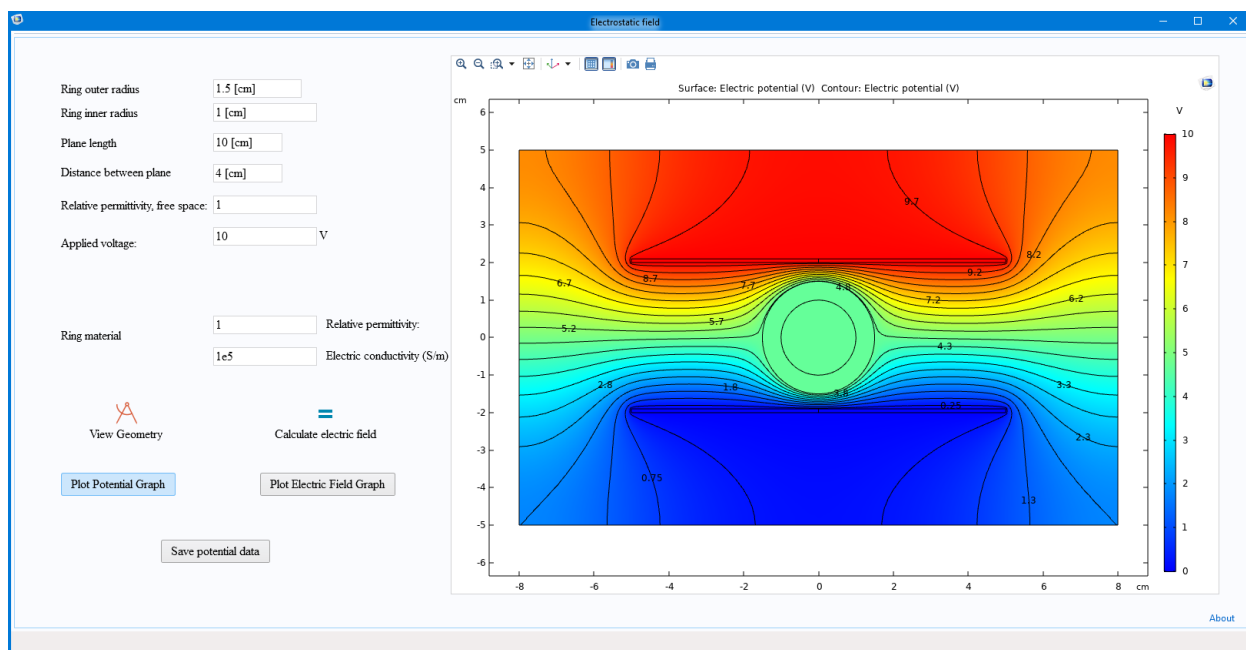 Electrostatic field
Ring outer radius 1.5 [cm]
Ring inner radius 1 [cm]
Plane length 10 [cm]
Distance between plane 4 [cm]
Relative permittivity, free space: 1
Applied voltage: 10 V
Ring material
1 Relative permittivity:
1e5 Electric conductivity (S/m)
View Geometry
Calculate electric field
Plot Potential Graph
Plot Electric Field Graph
Save potential data
Surface: Electric potential (V) Contour: Electric potential (V)
cm
6
5
4
3
2
1
0
-1
-2
-3
-4
-5
-6
9.7
8.2
8.7
7.7
9.2
6.7
4.8
7.2
6.2
5.7
5.2
4.3
2.8
1.8
3.8
0.25
3.3
2.3
0.75
1.3
-8
-6
-4
-2
0
2
4
6
8
cm
V
10
9
8
7
6
5
4
3
2
1
0
About